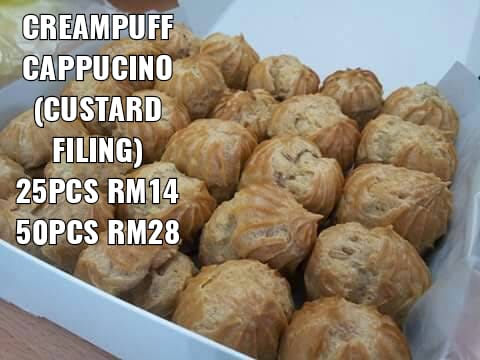 CREAMPUFF
CAPPUCINO
(CUSTARD
FILING)
25PCS RM14
50PCS RM28